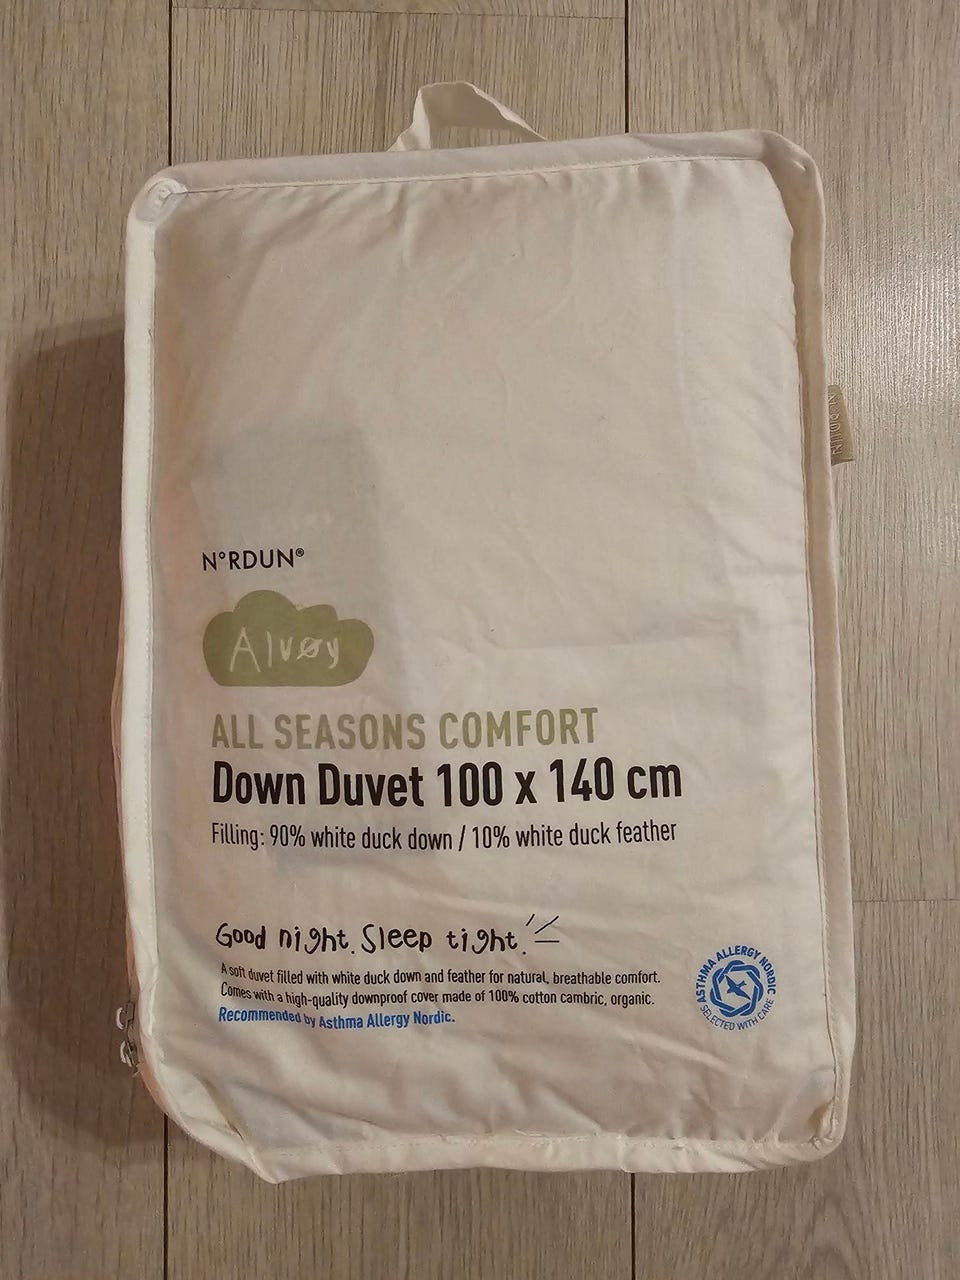 N°RDUN®
Alvøy
ALL SEASONS COMFORT
Down Duvet 100 x 140 cm
Filling: 90% white duck down / 10% white duck feather
Good night. Sleep tight.
A soft duvet filled with white duck down and feather for natural, breathable comfort.
Comes with a high-quality downproof cover made of 100% cotton cambric, organic.
Recommended by Asthma Allergy Nordic.
ASTHMA ALLERGY NORDIC
SELECTED WITH CARE